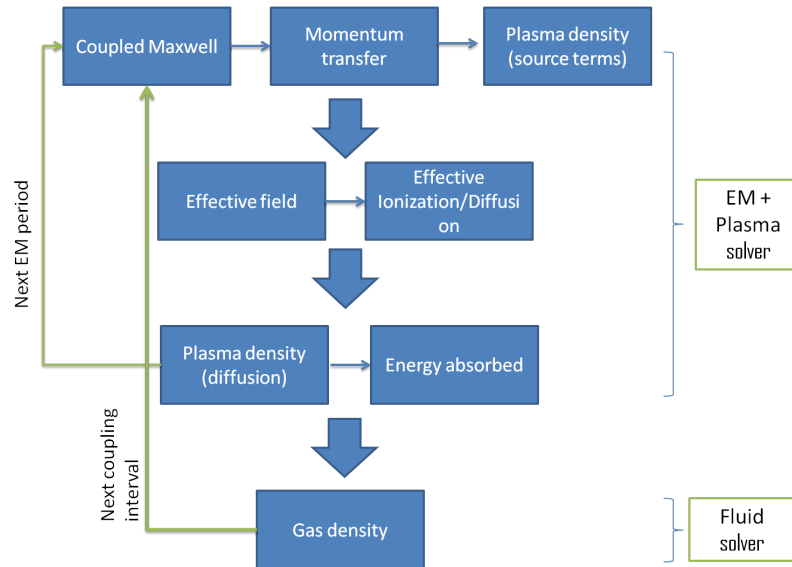 Coupled Maxwell
Momentum
transfer
Plasma density
(source terms)
Effective field
Effective
Ionization/Diffusi
on
EM +
Plasma
solver
Next EM period
Plasma density
(diffusion)
Energy absorbed
Next coupling
interval
Gas density
Fluid
solver